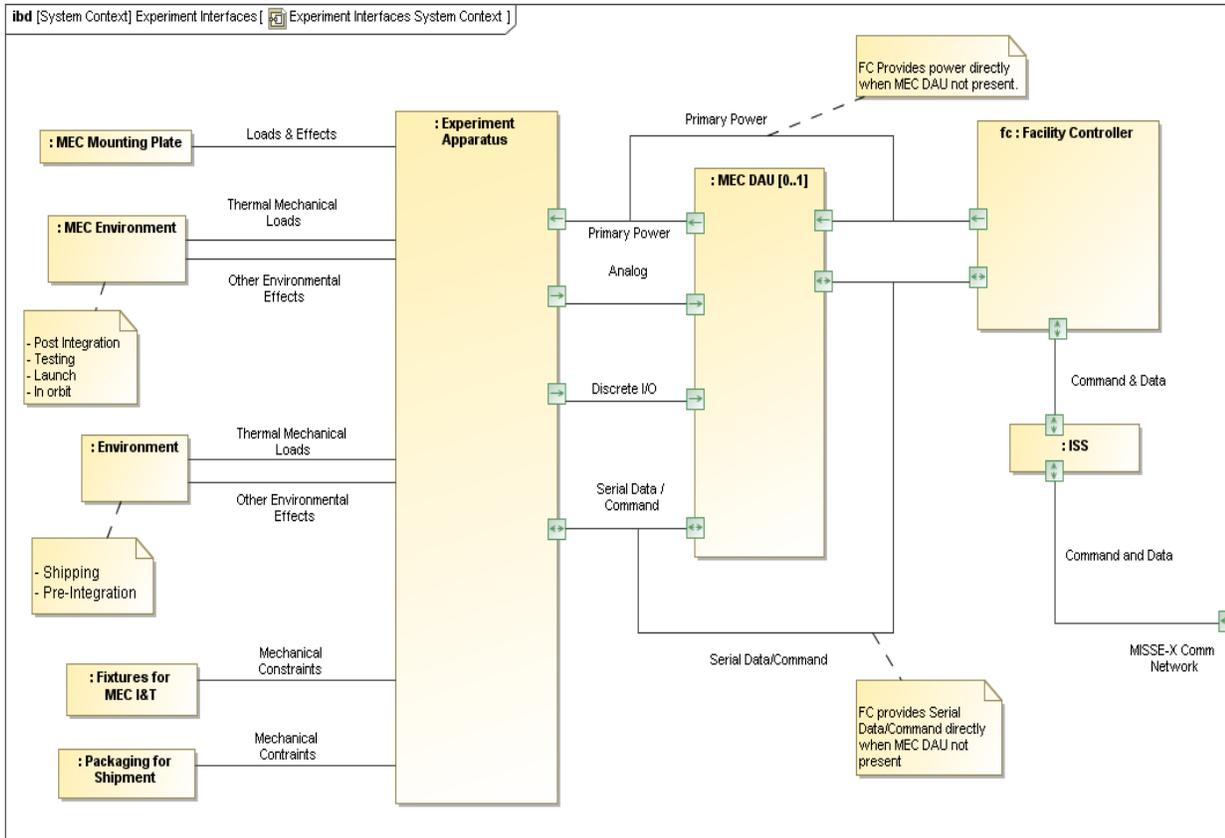 ibd [System Context] Experiment Interfaces [ Experiment Interfaces System Context ]
FC Provides power directly
when MEC DAU not present.
Primary Power
: MEC Mounting Plate
Loads & Effects
: Experiment
Apparatus
fc : Facility Controller
: MEC DAU [0..1]
Thermal Mechanical
Loads
: MEC Environment
Primary Power
Other Environmental
Effects
Analog
- Post Integration
- Testing
- Launch
- In orbit
Discrete I/O
Command & Data
: ISS
Thermal Mechanical
Loads
: Environment
Other Environmental
Effects
Serial Data /
Command
Command and Data
- Shipping
- Pre-Integration
Serial Data/Command
MISSE-X Comm
Network
Mechanical
Constraints
: Fixtures for
MEC I&T
FC provides Serial
Data/Command directly
when MEC DAU not
present
Mechanical
Contraints
: Packaging for
Shipment